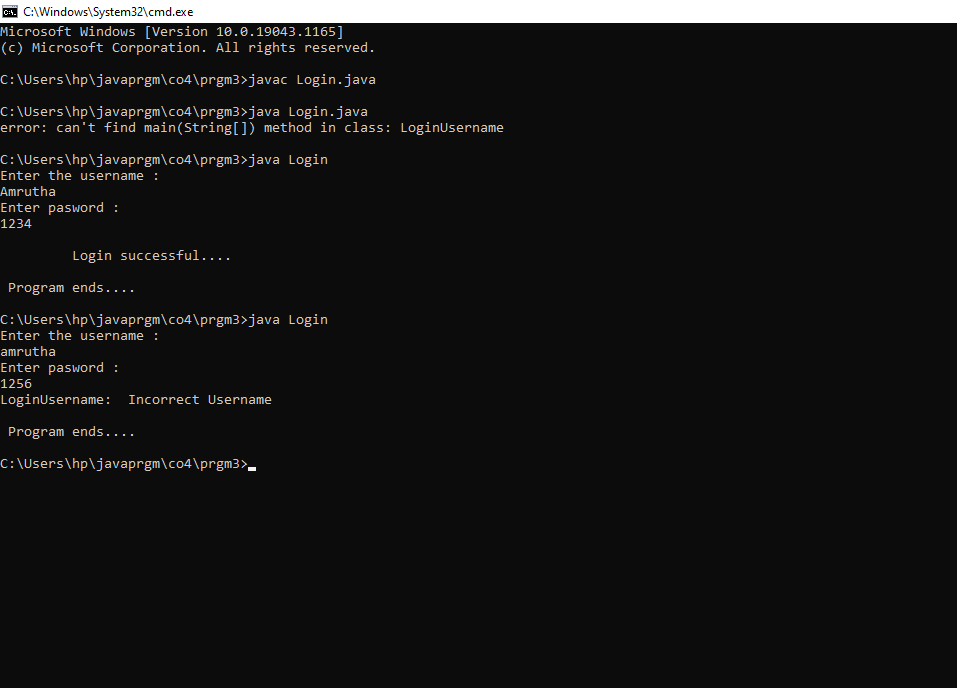 C:\Windows\System32\cmd.exe
Microsoft Windows [Version 10.0.19043.1165]
(c) Microsoft Corporation. All rights reserved.
C:\Users\hp\javaprgm\co4\prgm3>javac Login.java
C:\Users\hp\javaprgm\co4\prgm3>java Login.java
error: can't find main(String[]) method in class: LoginUsername
C:\Users\hp\javaprgm\co4\prgm3>java Login
Enter the username :
Amrutha
Enter pasword :
1234
Login successful....
Program ends....
C:\Users\hp\javaprgm\co4\prgm3>java Login
Enter the username :
amrutha
Enter pasword :
1256
LoginUsername:  Incorrect Username
Program ends....
C:\Users\hp\javaprgm\co4\prgm3>